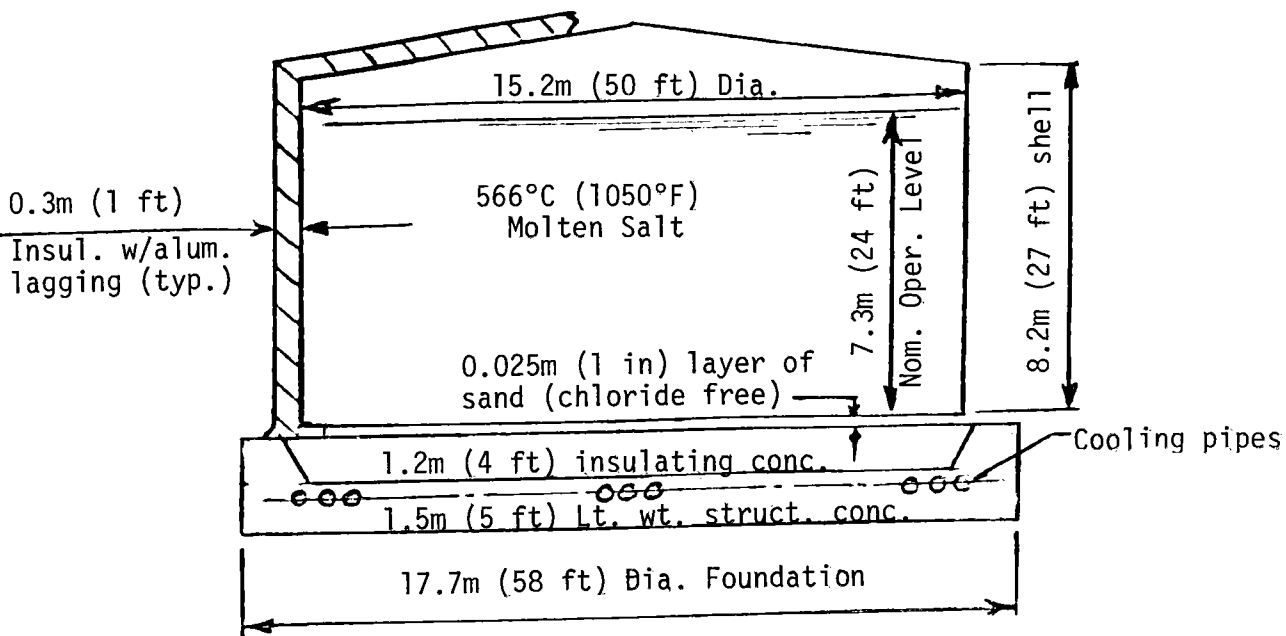 15.2m (50 ft) Dia.
0.3m (1 ft)
Insul. w/alum.
lagging (typ.)
566°C (1050°F)
Molten Salt
7.3m (24 ft)
Nom. Oper. Level
8.2m (27 ft) shell
0.025m (1 in) layer of
sand (chloride free)
Cooling pipes
1.2m (4 ft) insulating conc.
1.5m (5 ft) Lt. wt. struct. conc.
17.7m (58 ft) Dia. Foundation